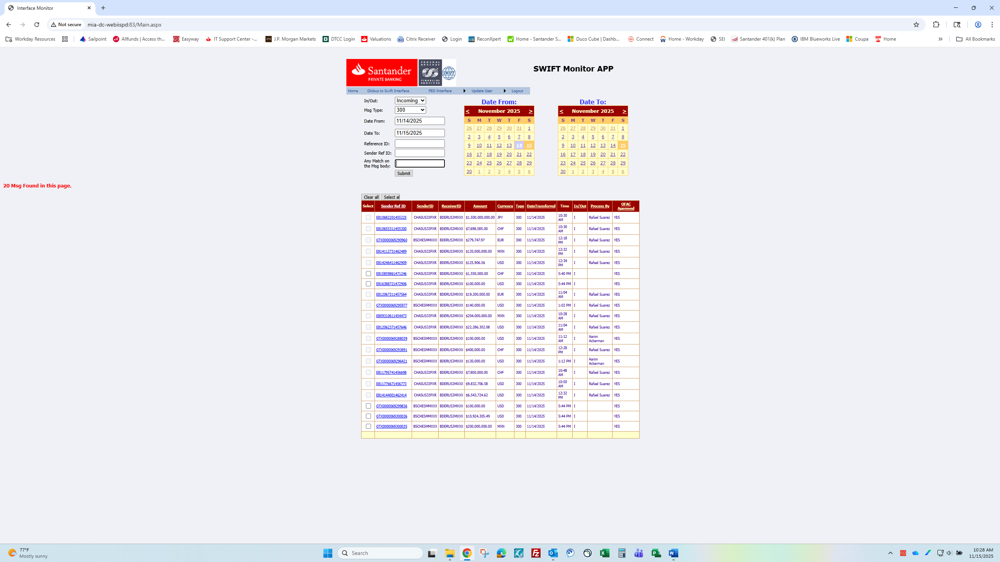 Interface Monitor
Not secure mia-dc-webiispd:83/Main.aspx
Workday Resources Sailpoint Allfunds | Access th... Easyway IT Support Center -... J.P. Morgan Markets DTCC Login Valuations Citrix Receiver Login ReconXpert Home - Santander S... Duco Cube | Dashb... Connect Home - Workday SEI Santander 401(k) Plan IBM Blueworks Live Coupa Home » All Bookmarks
Santander
PRIVATE BANKING
FEDERAL RESERVE
FINANCIAL SERVICES
SWIFT
SWIFT Monitor APP
Home Globus to Swift Interface FED Interface Update User Logout
In/Out: Incoming
Msg Type: 300
Date From: 11/14/2025
Date To: 11/15/2025
Reference ID:
Sender Ref ID:
Any Match on
the Msg body:
Submit
Date From:
< November 2025 >
S M T W T F S
26 27 28 29 30 31 1
2 3 4 5 6 7 8
9 10 11 12 13 14 15
16 17 18 19 20 21 22
23 24 25 26 27 28 29
30 1 2 3 4 5 6
Date To:
< November 2025 >
S M T W T F S
26 27 28 29 30 31 1
2 3 4 5 6 7 8
9 10 11 12 13 14 15
16 17 18 19 20 21 22
23 24 25 26 27 28 29
30 1 2 3 4 5 6
20 Msg Found in this page.
Clear all Select al
Select Sender Ref ID SenderID ReceiverID Amount Currency Type DateTransferred Time In/Out Process By OFAC Approved
E810682201455225 CHASUS33FXR BDERUS3MXXX $1,500,000,000.00 JPY 300 11/14/2025 10:30 AM I Rafael Suarez YES
E810655311455300 CHASUS33FXR BDERUS3MXXX $7,698,585.00 CHF 300 11/14/2025 10:30 AM I Rafael Suarez YES
GTX0000069290960 BSCHESMMXXX BDERUS3MXXX $279,747.97 EUR 300 11/14/2025 12:18 PM I Rafael Suarez YES
E814112731462489 CHASUS33FXR BDERUS3MXXX $120,000,000.00 MXN 300 11/14/2025 12:32 PM I Rafael Suarez YES
E814246411462909 CHASUS33FXR BDERUS3MXXX $125,906.56 USD 300 11/14/2025 12:34 PM I Rafael Suarez YES
E815859861471246 CHASUS33FXR BDERUS3MXXX $1,550,000.00 CHF 300 11/14/2025 5:40 PM I YES
E816388721472906 CHASUS33FXR BDERUS3MXXX $100,000.00 USD 300 11/14/2025 5:44 PM I YES
E812067311457564 CHASUS33FXR BDERUS3MXXX $19,200,000.00 EUR 300 11/14/2025 11:04 AM I Rafael Suarez YES
GTX0000069295977 BSCHESMMXXX BDERUS3MXXX $140,000.00 USD 300 11/14/2025 1:02 PM I Rafael Suarez YES
E809310611454473 CHASUS33FXR BDERUS3MXXX $204,000,000.00 MXN 300 11/14/2025 10:28 AM I Rafael Suarez YES
E812062371457646 CHASUS33FXR BDERUS3MXXX $22,286,302.08 USD 300 11/14/2025 11:04 AM I Rafael Suarez YES
GTX0000069288039 BSCHESMMXXX BDERUS3MXXX $100,000.00 USD 300 11/14/2025 11:12 AM I Aaron Ackerman YES
GTX0000069293891 BSCHESMMXXX BDERUS3MXXX $400,000.00 CHF 300 11/14/2025 12:28 PM I Rafael Suarez YES
GTX0000069296421 BSCHESMMXXX BDERUS3MXXX $130,000.00 USD 300 11/14/2025 1:12 PM I Aaron Ackerman YES
E811795741456698 CHASUS33FXR BDERUS3MXXX $7,800,000.00 CHF 300 11/14/2025 10:48 AM I Rafael Suarez YES
E811776671456773 CHASUS33FXR BDERUS3MXXX $9,832,706.58 USD 300 11/14/2025 10:50 AM I Rafael Suarez YES
E814144001462414 CHASUS33FXR BDERUS3MXXX $6,543,724.62 USD 300 11/14/2025 12:32 PM I Rafael Suarez YES
GTX0000069299836 BSCHESMMXXX BDERUS3MXXX $100,000.00 USD 300 11/14/2025 5:44 PM I YES
GTX0000069300036 BSCHESMMXXX BDERUS3MXXX $10,924,305.49 USD 300 11/14/2025 5:44 PM I YES
GTX0000069300035 BSCHESMMXXX BDERUS3MXXX $200,000,000.00 MXN 300 11/14/2025 5:44 PM I YES
77°F
Mostly sunny
Search
10:28 AM
11/15/2025